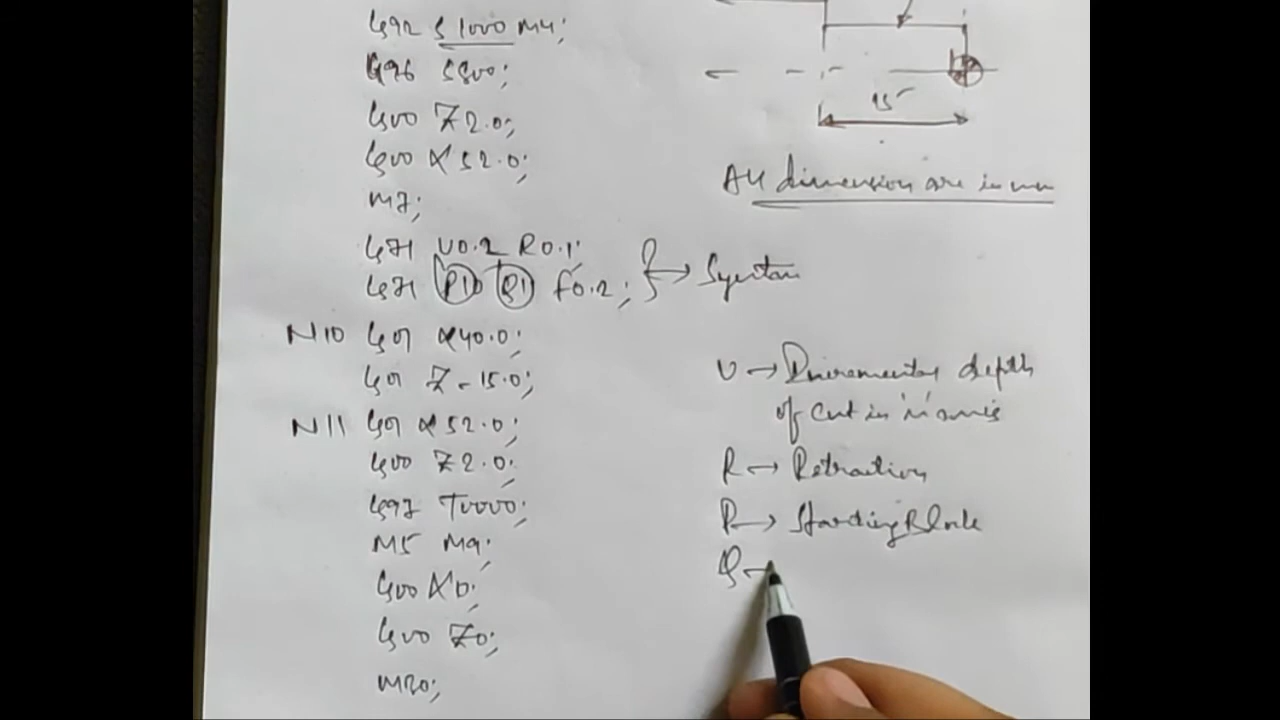 G92 S1000 M4;
G96 S800;
G00 Z2.0;
G00 X52.0;
M7;
G71 U0.2 R0.1;
G71 P10 Q11 F0.2; } → Syntax
N10 G01 X40.0;
G01 Z-15.0;
N11 G01 X52.0;
G00 Z2.0;
G97 T0000;
M5 M9;
G00 X0;
G00 Z0;
M30;
15
All dimension are in mm
U → Incremental depth
of cut in 'X' axis
R → Retraction
P → Starting Block
Q →